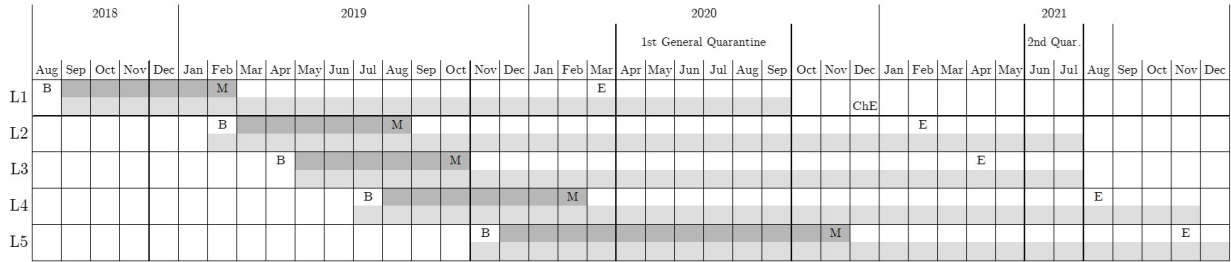 2018 2019 2020 2021
1st General Quarantine 2nd Quar.
Aug Sep Oct Nov Dec Jan Feb Mar Apr May Jun Jul Aug Sep Oct Nov Dec Jan Feb Mar Apr May Jun Jul Aug Sep Oct Nov Dec Jan Feb Mar Apr May Jun Jul Aug Sep Oct Nov Dec
B M E
L1
ChE
B M E
L2
B M E
L3
B M E
L4
B M E
L5